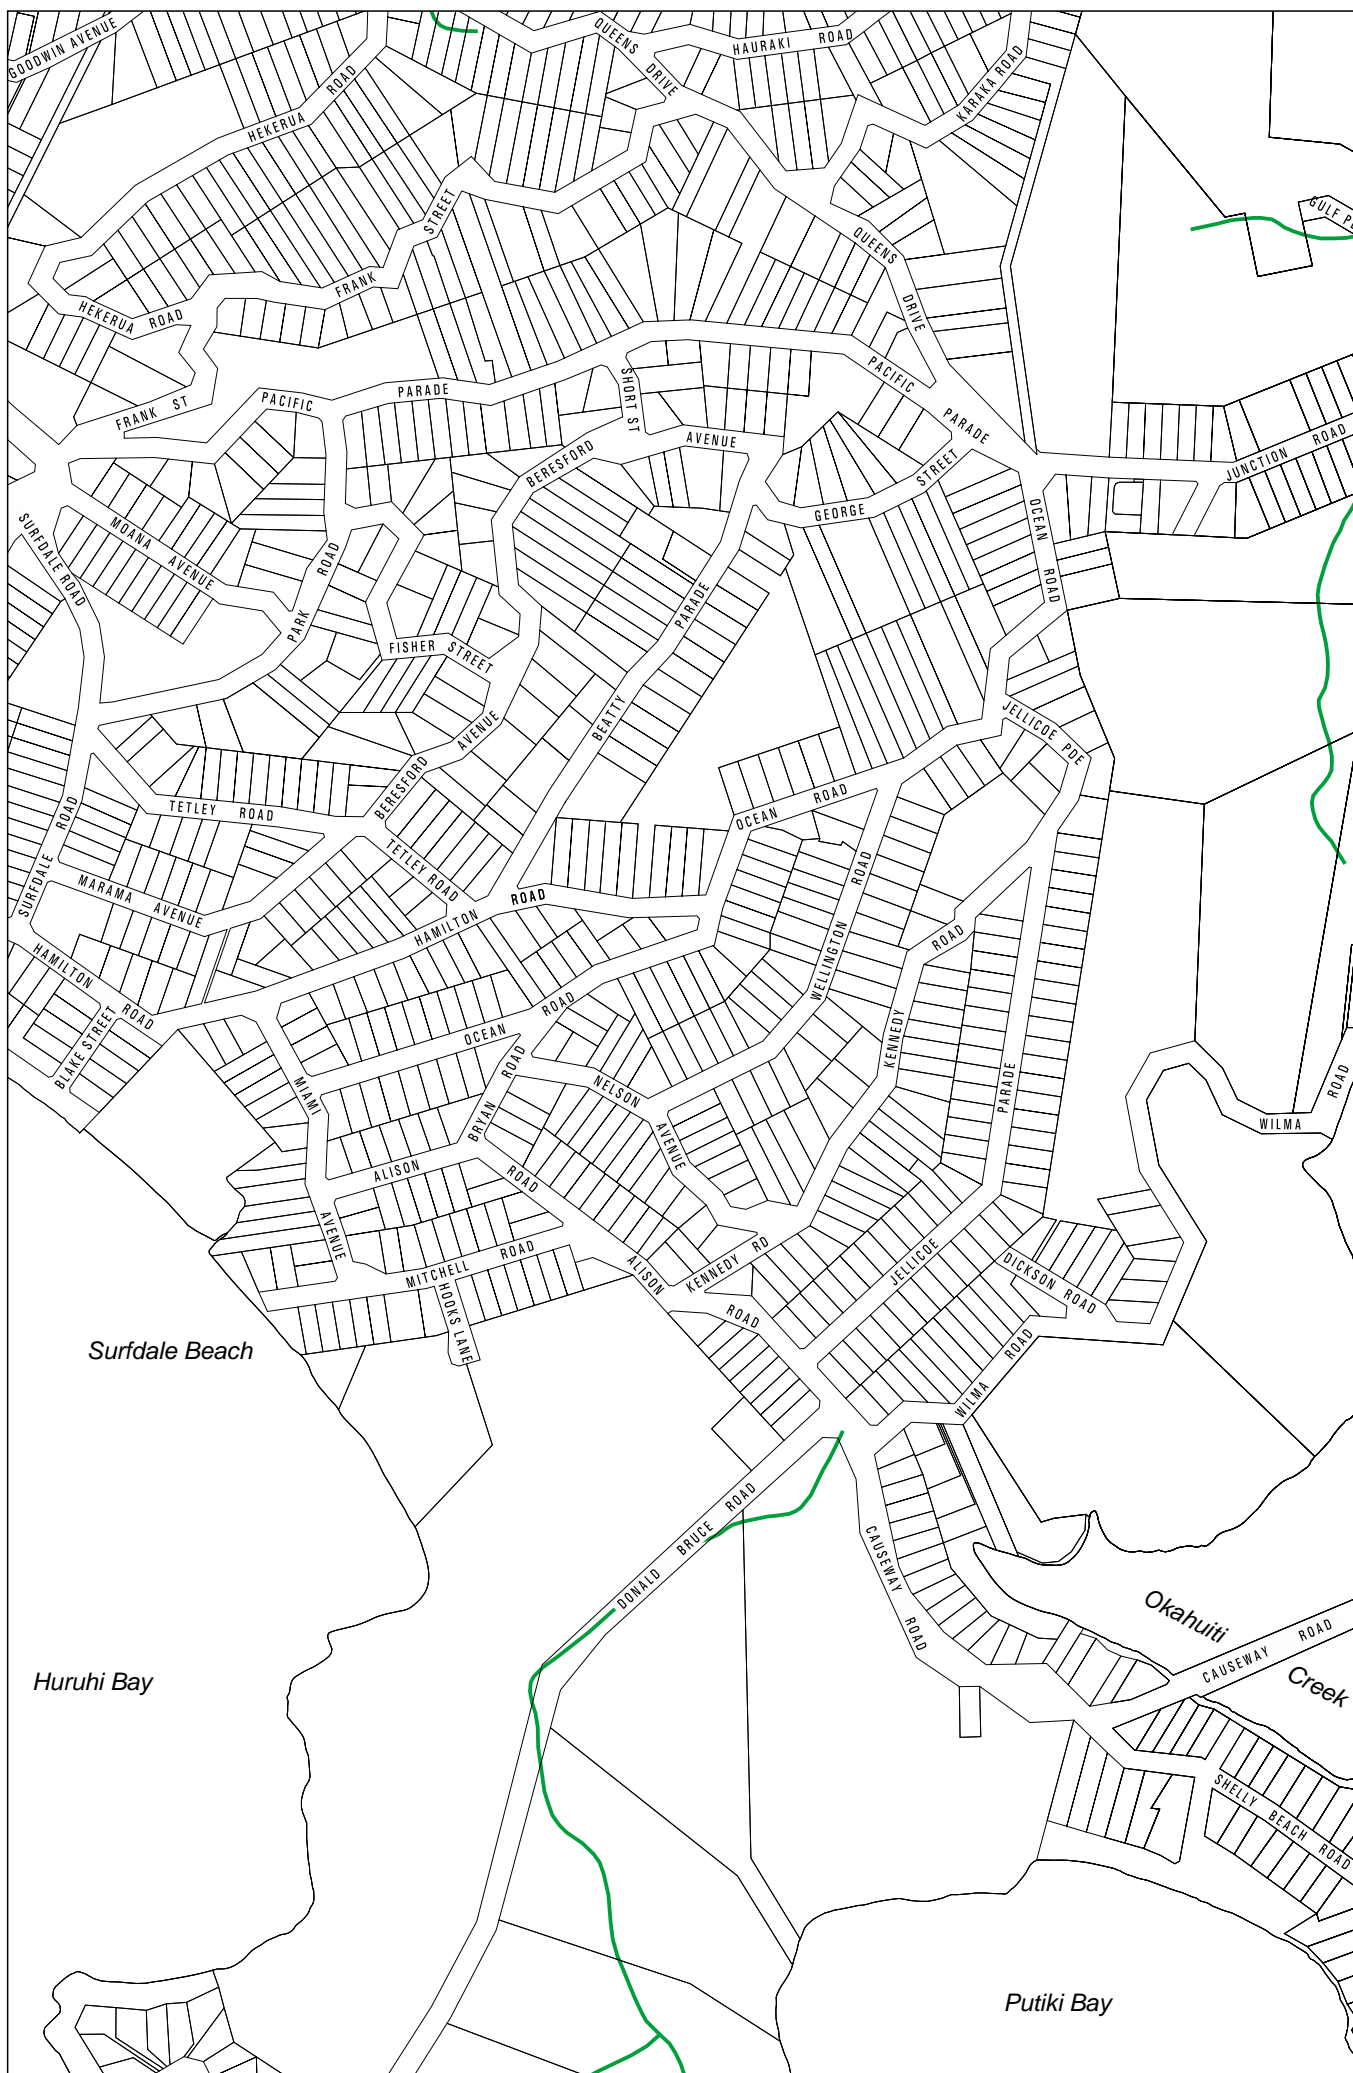 GOODWIN AVENUE
QUEENS
DRIVE
HAURAKI ROAD
KARAKA ROAD
HEKERUA
ROAD
STREET
FRANK
QUEENS
DRIVE
HEKERUA ROAD
FRANK ST
PACIFIC
PARADE
SHORT ST
PACIFIC
PARADE
AVENUE
BERESFORD
GEORGE
STREET
JUNCTION ROAD
SURFDALE ROAD
MOANA AVENUE
PARK
ROAD
OCEAN
ROAD
FISHER STREET
PARADE
BEATTY
BERESFORD
AVENUE
JELLICOE PDE
TETLEY ROAD
OCEAN ROAD
SURFDALE
ROAD
TETLEY ROAD
MARAMA AVENUE
HAMILTON
ROAD
WELLINGTON
ROAD
ROAD
KENNEDY
HAMILTON
ROAD
BLAKE STREET
OCEAN
ROAD
BRYAN
ROAD
NELSON
AVENUE
MIAMI
AVENUE
PARADE
JELLICOE
WILMA
ROAD
ALISON
ROAD
ALISON
ROAD
KENNEDY RD
MITCHELL
ROAD
HOOKS LANE
DICKSON ROAD
WILMA
ROAD
Surfdale Beach
DONALD
BRUCE
ROAD
CAUSEWAY
ROAD
Okahuiti
Creek
CAUSEWAY
ROAD
Huruhi Bay
SHELLY BEACH ROAD
Putiki Bay